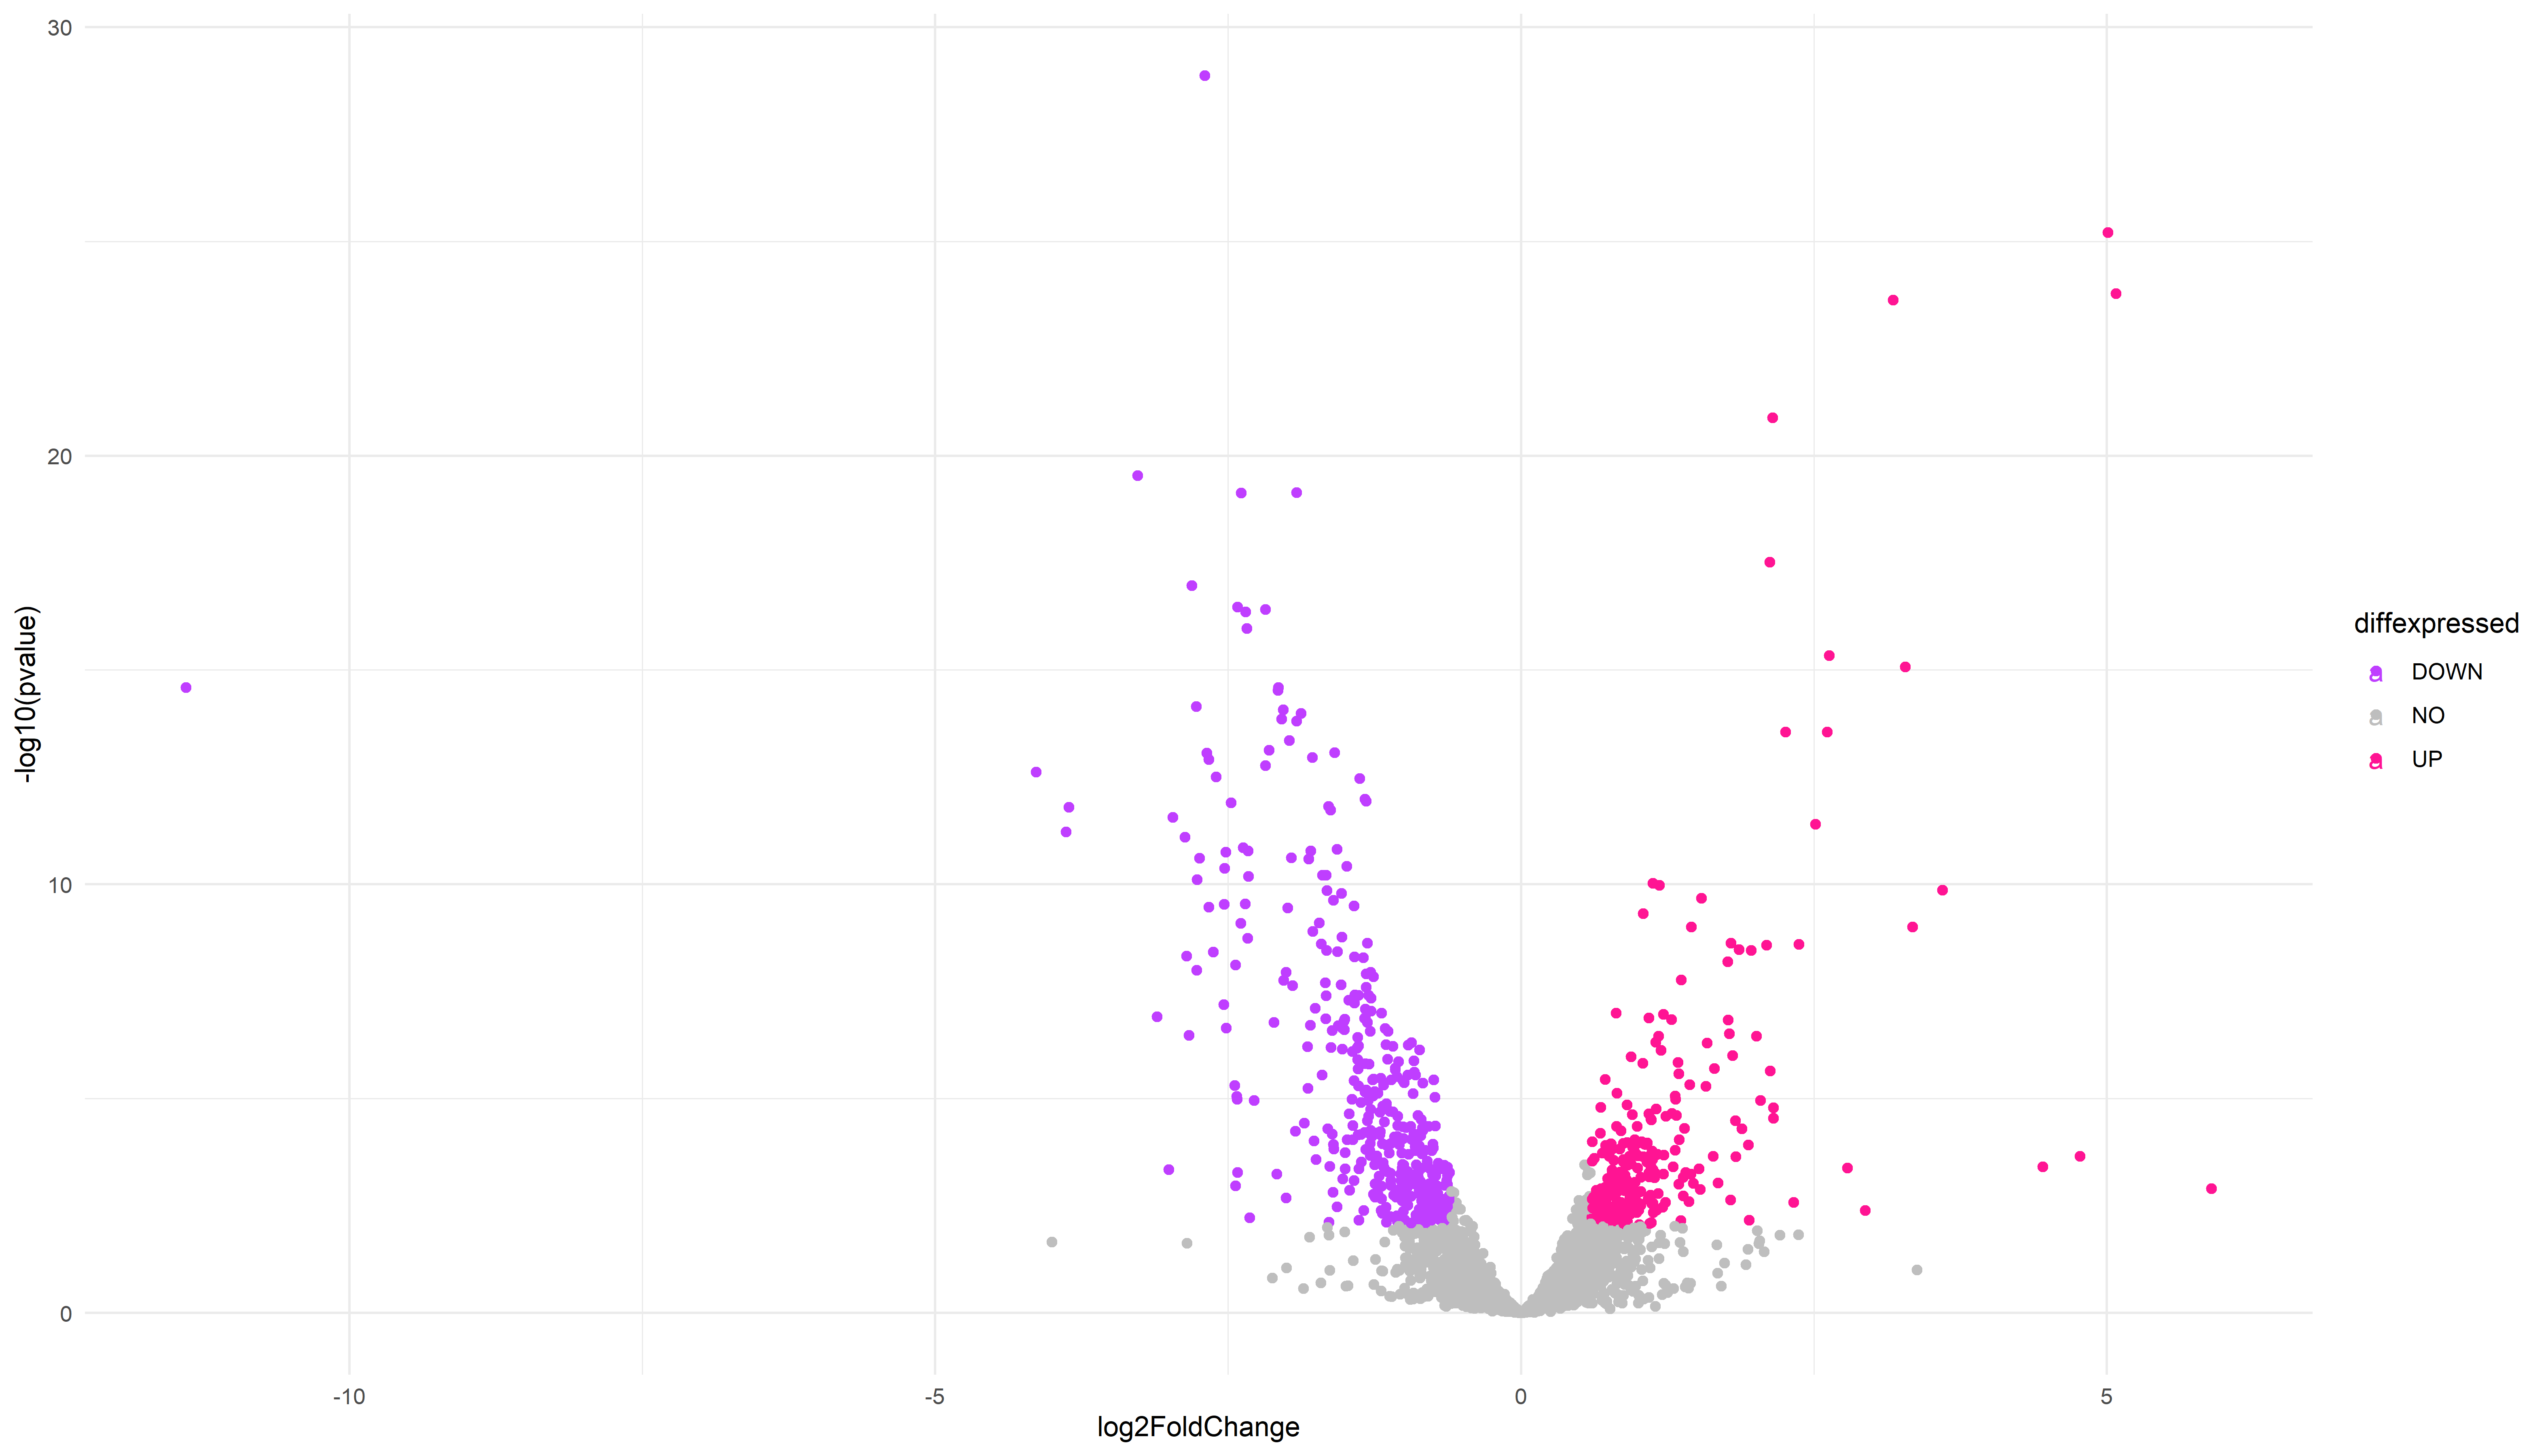 30
20
10
0
-log10(pvalue)
-10
-5
0
5
log2FoldChange
diffexpressed
a DOWN
a NO
a UP